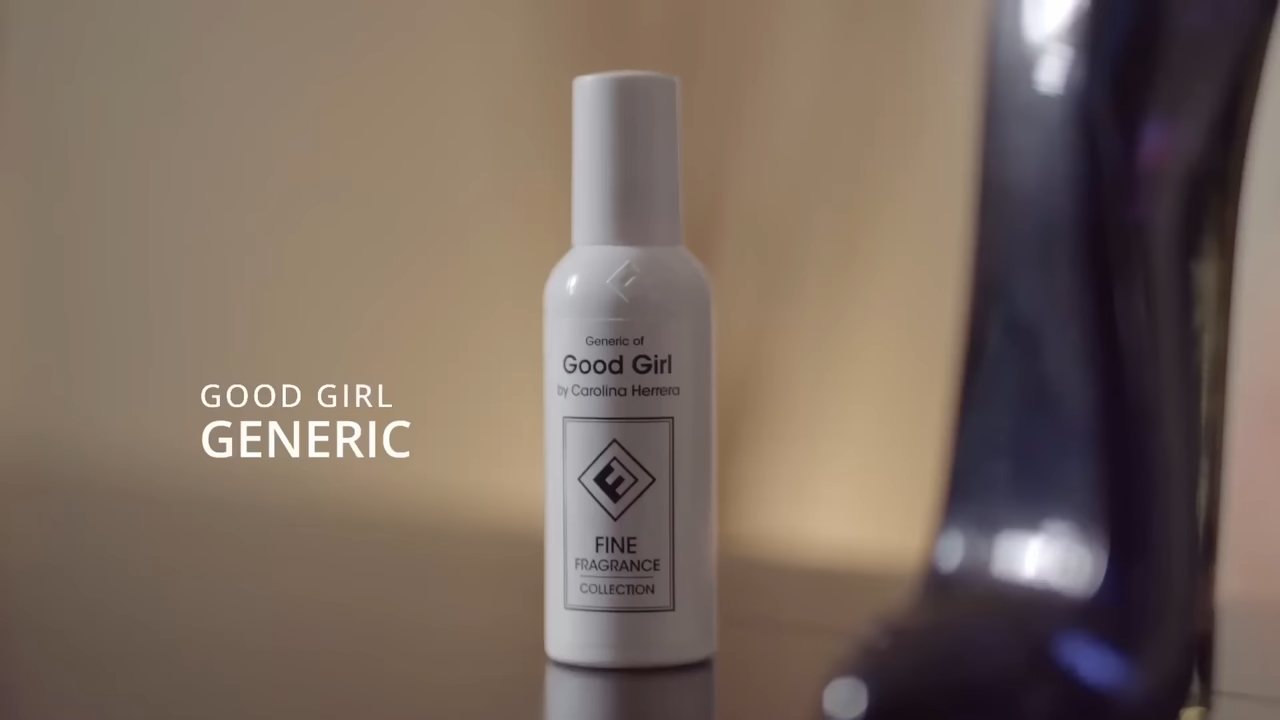 GOOD GIRL
GENERIC
Generic of
Good Girl
by Carolina Herrera
FINE
FRAGRANCE
COLLECTION